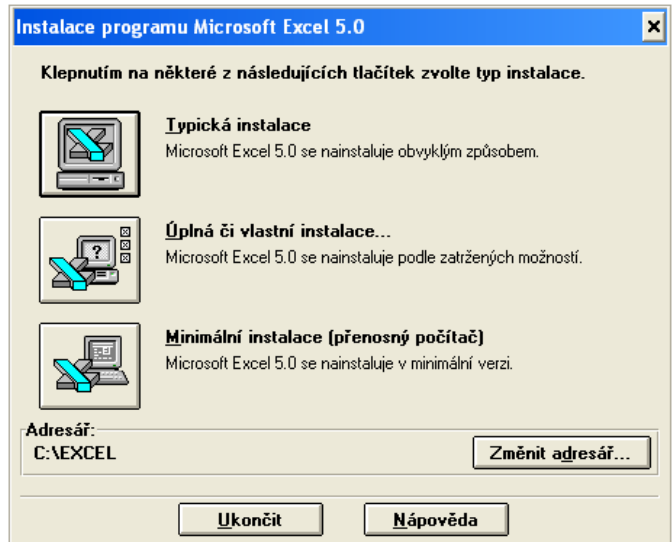 Instalace programu Microsoft Excel 5.0
Klepnutím na některé z následujících tlačítek zvolte typ instalace.
Typická instalace
Microsoft Excel 5.0 se nainstaluje obvyklým způsobem.
Úplná či vlastní instalace...
Microsoft Excel 5.0 se nainstaluje podle zatržených možností.
Minimální instalace (přenosný počítač)
Microsoft Excel 5.0 se nainstaluje v minimální verzi.
Adresář:
C:\EXCEL
Změnit adresář...
Ukončit
Nápověda